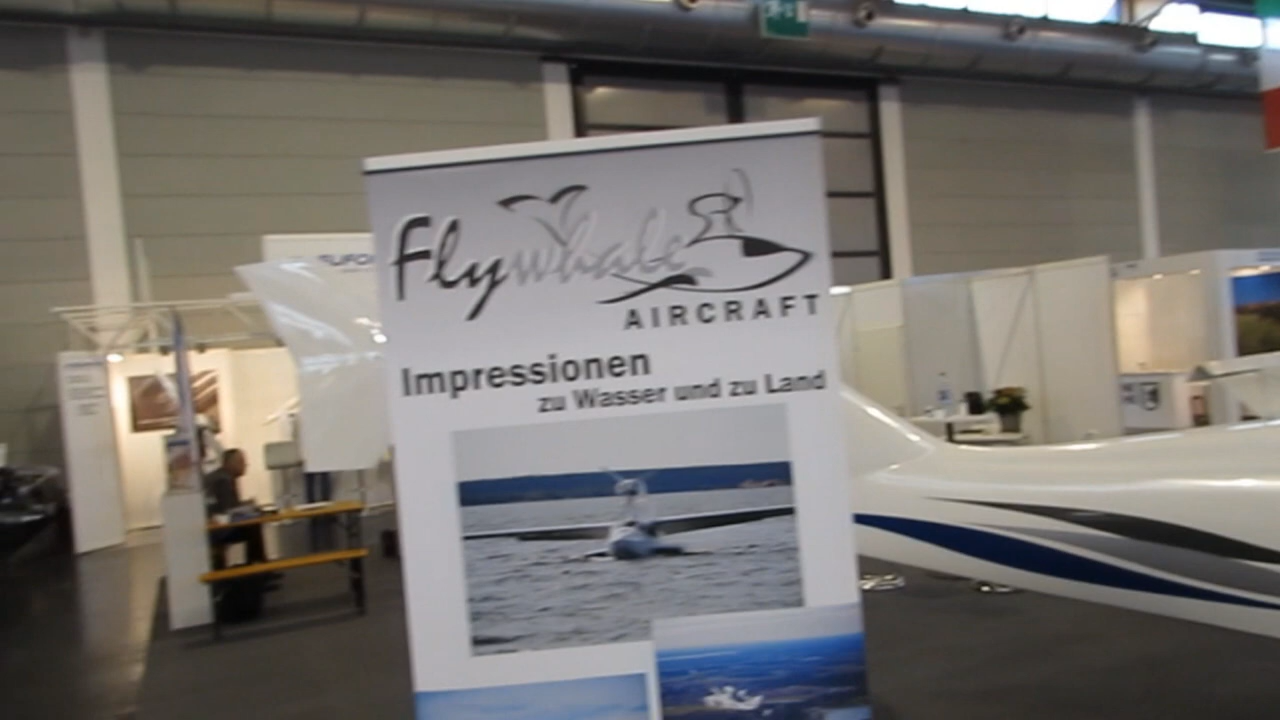 Flywhale
AIRCRAFT
Impressionen
zu Wasser und zu Land